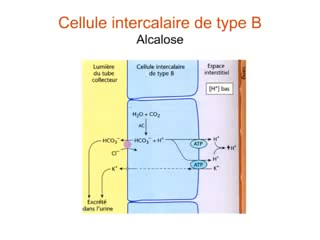 Cellule intercalaire de type B
Alcalose
Lumière
du tube
collecteur
Cellule intercalaire
de type B
Espace
interstitiel
[H+] bas
H2O + CO2
AC
HCO3–
HCO3– + H+
H+
ATP
H+
Cl–
H+
ATP
K+
K+
Excrété
dans l'urine